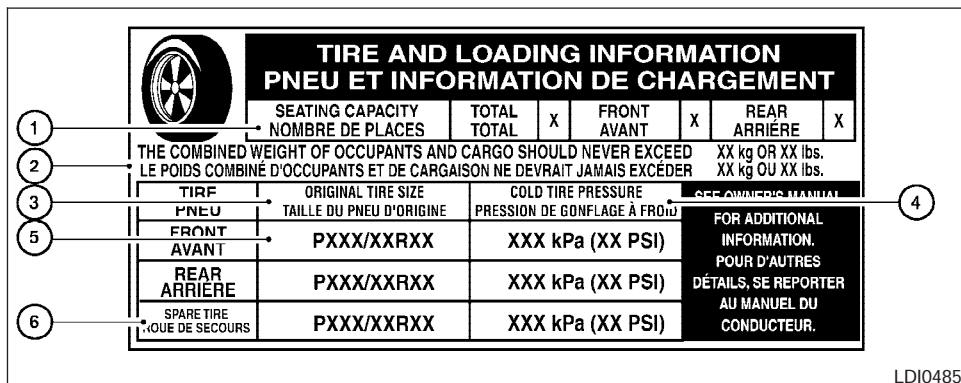 TIRE AND LOADING INFORMATION
PNEU ET INFORMATION DE CHARGEMENT
1 SEATING CAPACITY TOTAL X FRONT X REAR X
NOMBRE DE PLACES TOTAL AVANT ARRIÉRE
2 THE COMBINED WEIGHT OF OCCUPANTS AND CARGO SHOULD NEVER EXCEED XX kg OR XX lbs.
LE POIDS COMBINÉ D'OCCUPANTS ET DE CARGAISON NE DEVRAIT JAMAIS EXCÉDER XX kg OU XX lbs.
3 TIRE ORIGINAL TIRE SIZE COLD TIRE PRESSURE 4
PNEU TAILLE DU PNEU D'ORIGINE PRESSION DE GONFLAGE À FROID
5 FRONT
AVANT PXXX/XXRXX XXX kPa (XX PSI)
REAR
ARRIÈRE PXXX/XXRXX XXX kPa (XX PSI)
6 SPARE TIRE
ROUE DE SECOURS PXXX/XXRXX XXX kPa (XX PSI)
SEE OWNER'S MANUAL
FOR ADDITIONAL
INFORMATION.
POUR D'AUTRES
DÉTAILS, SE REPORTER
AU MANUEL DU
CONDUCTEUR.
LDI0485